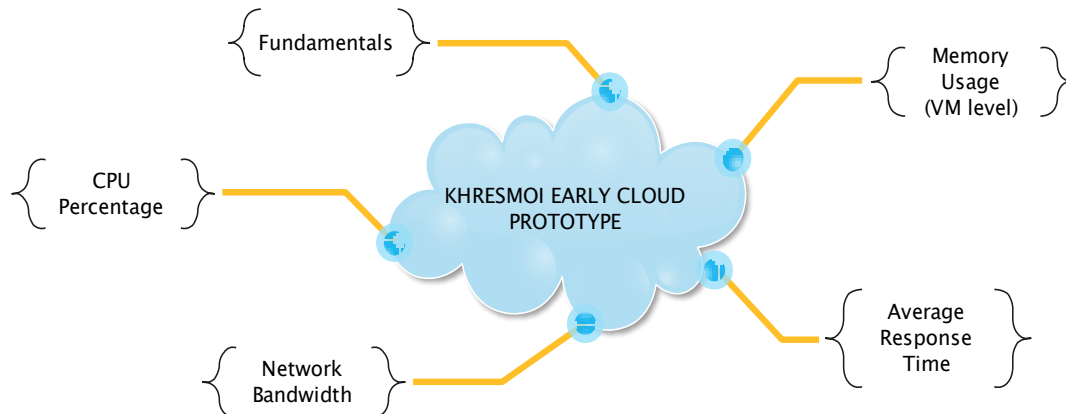 Fundamentals
Memory
Usage
(VM level)
CPU
Percentage
KHRESMOI EARLY CLOUD
PROTOTYPE
Average
Response
Time
Network
Bandwidth